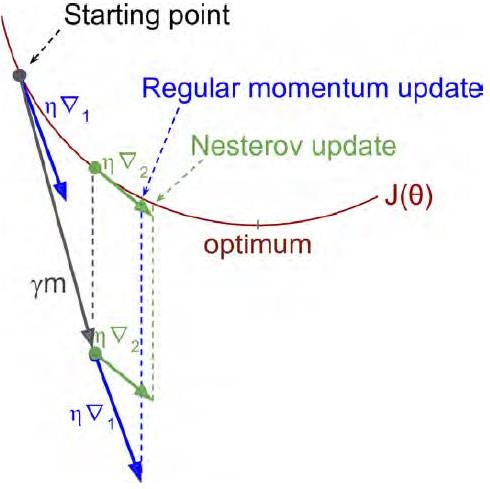 Starting point
η∇₁
Regular momentum update
η∇₂
Nesterov update
J(θ)
optimum
γm
η∇₂
η∇₁